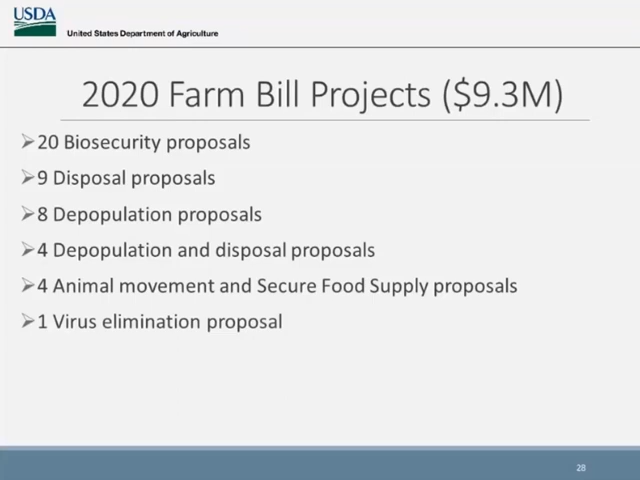 USDA
United States Department of Agriculture
2020 Farm Bill Projects ($9.3M)
➢20 Biosecurity proposals
➢9 Disposal proposals
➢8 Depopulation proposals
➢4 Depopulation and disposal proposals
➢4 Animal movement and Secure Food Supply proposals
➢1 Virus elimination proposal
28